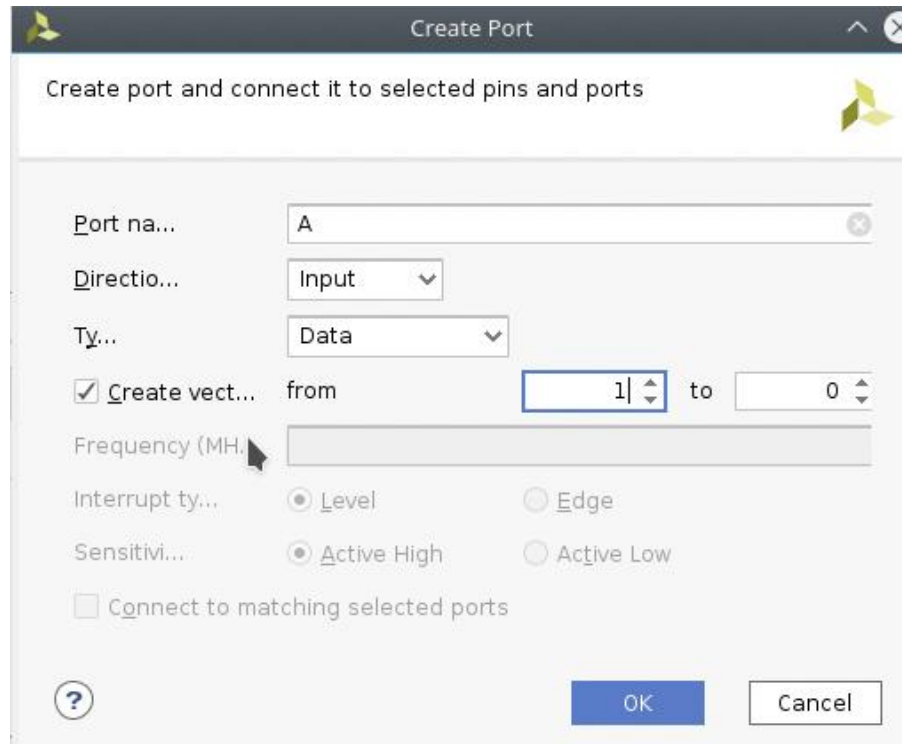 Create Port
Create port and connect it to selected pins and ports
Port na... A
Directio... Input
Ty... Data
Create vect... from 1 to 0
Frequency (MH.
Interrupt ty... Level Edge
Sensitivi... Active High Active Low
Connect to matching selected ports
? OK Cancel